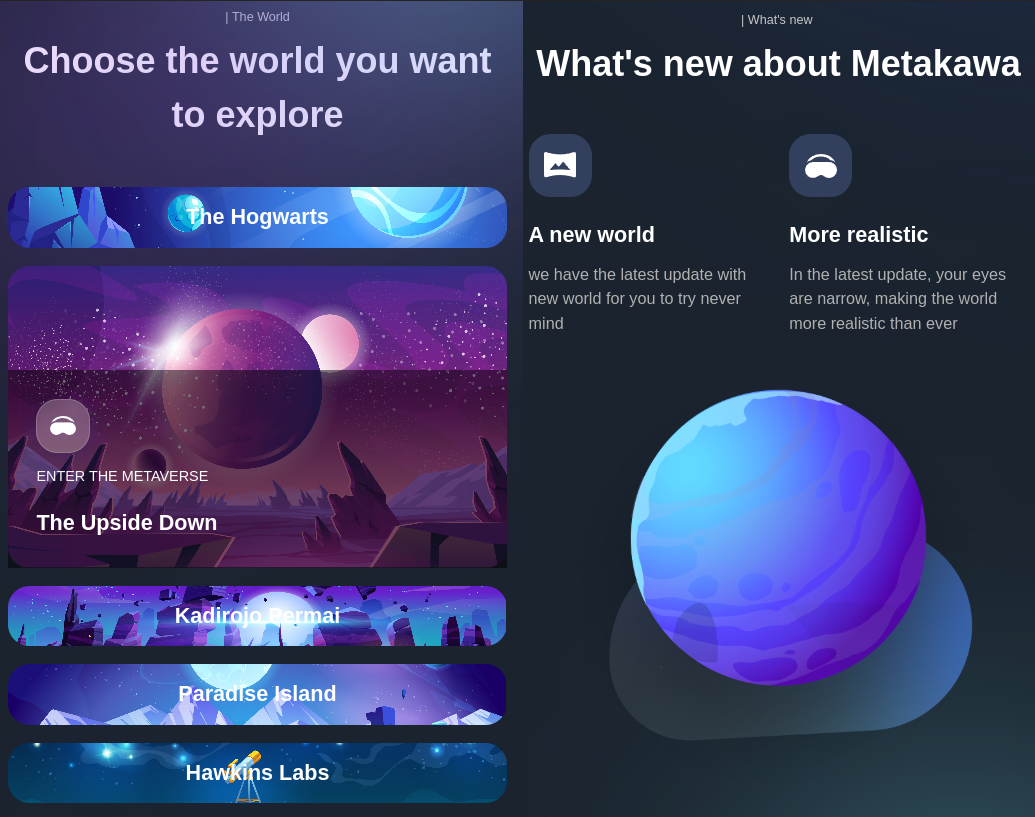 | The World
Choose the world you want
to explore
The Hogwarts
ENTER THE METAVERSE
The Upside Down
Kadirojo Permai
Paradise Island
Hawkins Labs
| What's new
What's new about Metakawa
A new world
we have the latest update with
new world for you to try never
mind
More realistic
In the latest update, your eyes
are narrow, making the world
more realistic than ever